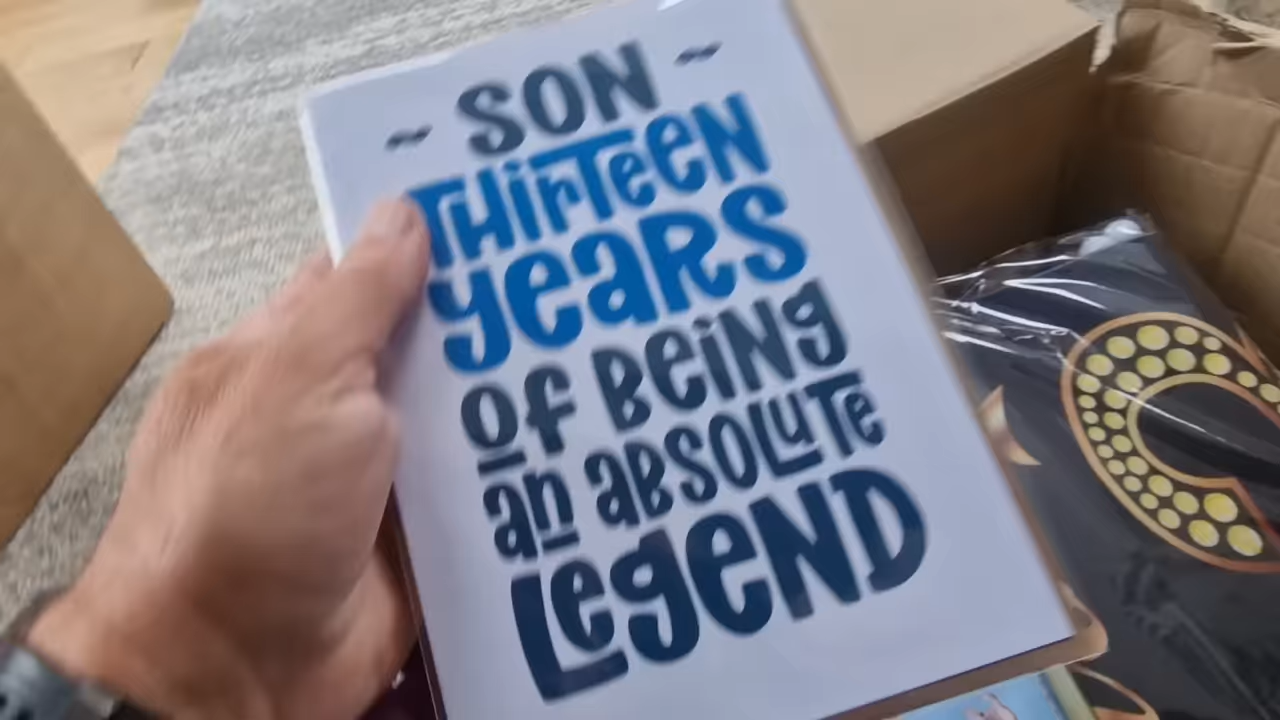 ~ SON ~
THIRTEEN
YEARS
OF BEING
an ABSOLUTE
LEGEND
C